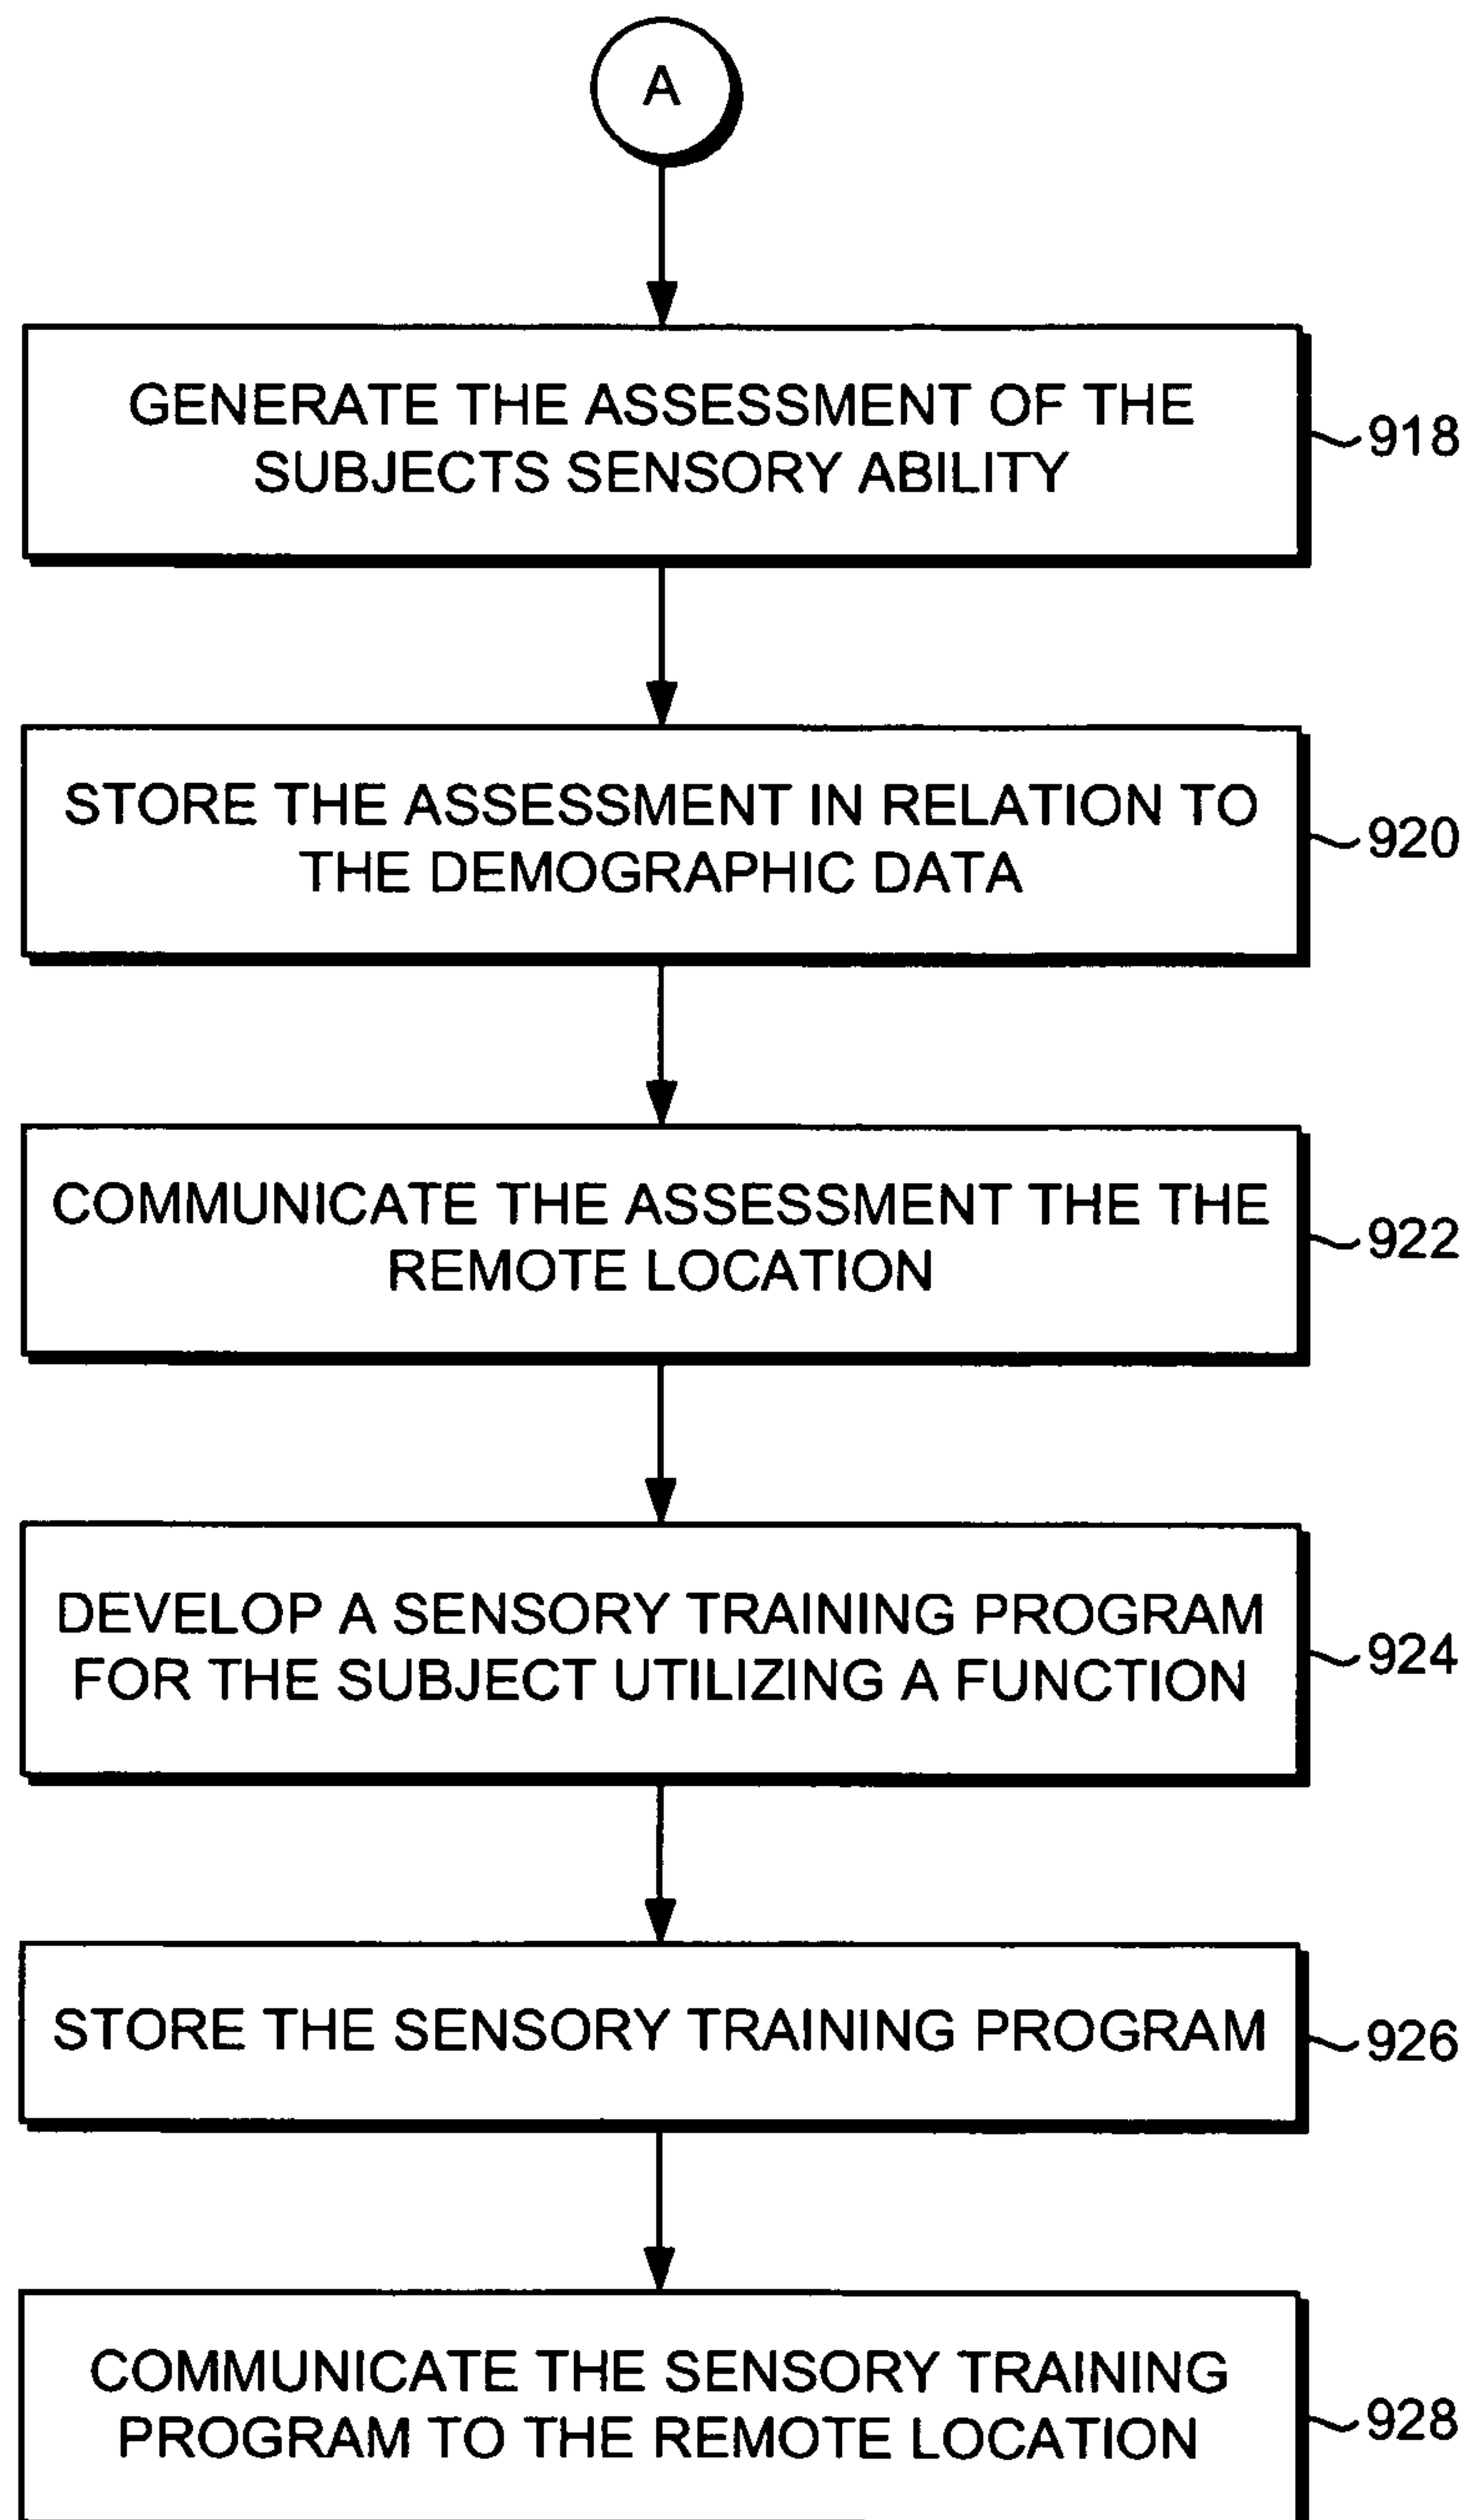 A
GENERATE THE ASSESSMENT OF THE
SUBJECTS SENSORY ABILITY
918
STORE THE ASSESSMENT IN RELATION TO
THE DEMOGRAPHIC DATA
920
COMMUNICATE THE ASSESSMENT THE THE
REMOTE LOCATION
922
DEVELOP A SENSORY TRAINING PROGRAM
FOR THE SUBJECT UTILIZING A FUNCTION
924
STORE THE SENSORY TRAINING PROGRAM
926
COMMUNICATE THE SENSORY TRAINING
PROGRAM TO THE REMOTE LOCATION
928